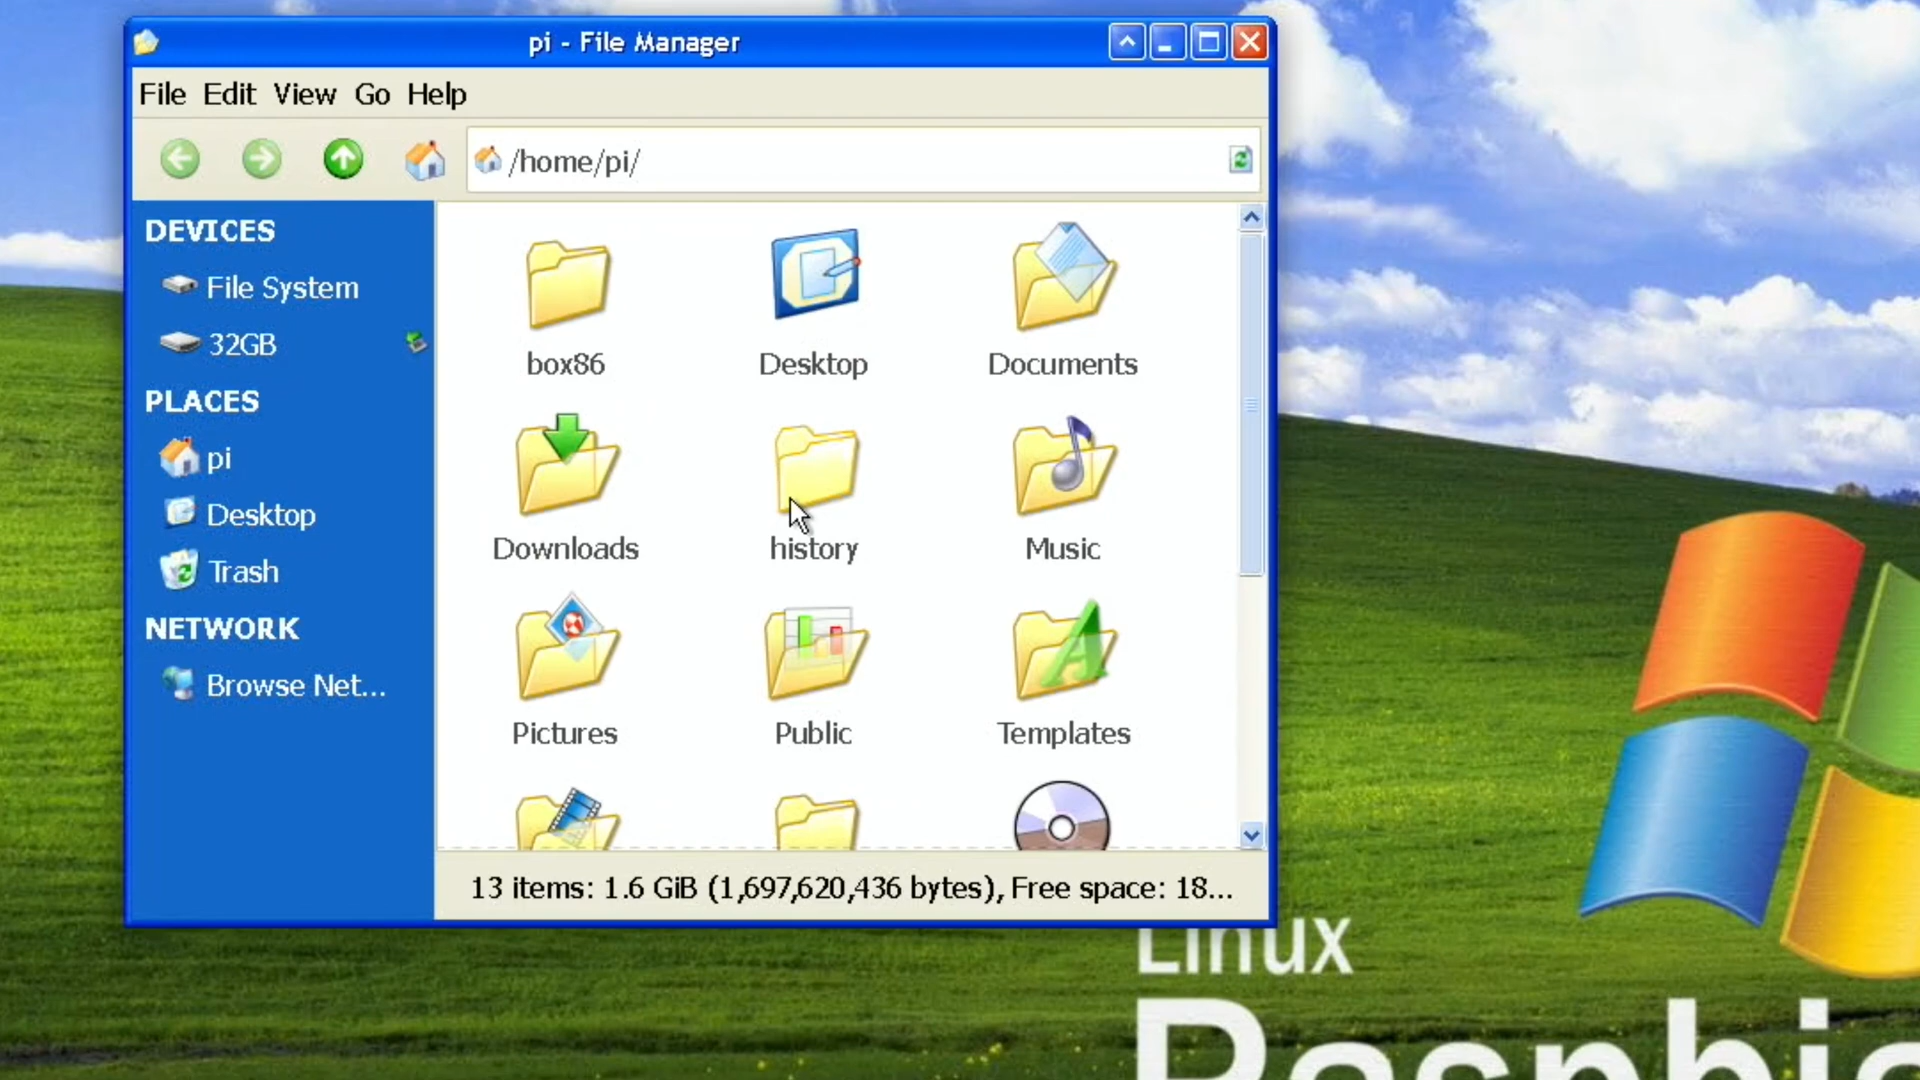 pi - File Manager
File Edit View Go Help
/home/pi/
DEVICES
File System
32GB
PLACES
pi
Desktop
Trash
NETWORK
Browse Net...
box86 Desktop Documents
Downloads history Music
Pictures Public Templates
13 items: 1.6 GiB (1,697,620,436 bytes), Free space: 18...
Linux